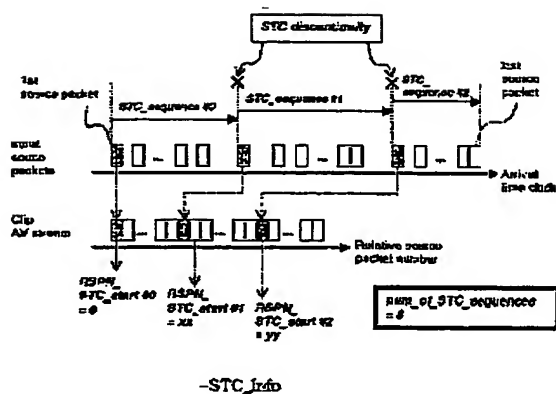 STC discontinuity
1st
source packet
STC_sequence #0
STC_sequence #1
STC_
sequence #2
last
source
packet
Input
source
packets
Arrival
time clock
Clip
AV stream
Relative source
packet number
RSPN_
STC_start #0
= 0
RSPN_
STC_start #1
= xx
RSPN_
STC_start #2
= yy
num_of_STC_sequences
=
–STC_Info